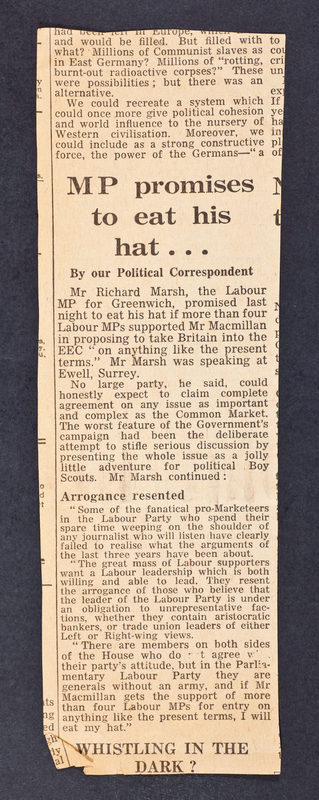 had been left in Europe, which
and would be filled. But filled with
what? Millions of Communist slaves as
in East Germany? Millions of "rotting,
burnt-out radioactive corpses?" These
were possibilities; but there was an
alternative.
We could recreate a system which
could once more give political cohesion
and world influence to the nursery of
Western civilisation. Moreover, we
could include as a strong constructive
force, the power of the Germans—"a
MP promises
to eat his
hat . . .
By our Political Correspondent
Mr Richard Marsh, the Labour
MP for Greenwich, promised last
night to eat his hat if more than four
Labour MPs supported Mr Macmillan
in proposing to take Britain into the
EEC "on anything like the present
terms." Mr Marsh was speaking at
Ewell, Surrey.
No large party, he said, could
honestly expect to claim complete
agreement on any issue as important
and complex as the Common Market.
The worst feature of the Government's
campaign had been the deliberate
attempt to stifle serious discussion by
presenting the whole issue as a jolly
little adventure for political Boy
Scouts. Mr Marsh continued:
Arrogance resented
"Some of the fanatical pro-Marketeers
in the Labour Party who spend their
spare time weeping on the shoulder of
any journalist who will listen have clearly
failed to realise what the arguments of
the last three years have been about.
"The great mass of Labour supporters
want a Labour leadership which is both
willing and able to lead. They resent
the arrogance of those who believe that
the leader of the Labour Party is under
an obligation to unrepresentative fac-
tions, whether they contain aristocratic
bankers, or trade union leaders of either
Left or Right-wing views.
"There are members on both sides
of the House who do t agree
their party's attitude, but in the Parlia-
mentary Labour Party they are
generals without an army, and if Mr
Macmillan gets the support of more
than four Labour MPs for entry on
anything like the present terms, I will
eat my hat."
WHISTLING IN THE
DARK ?